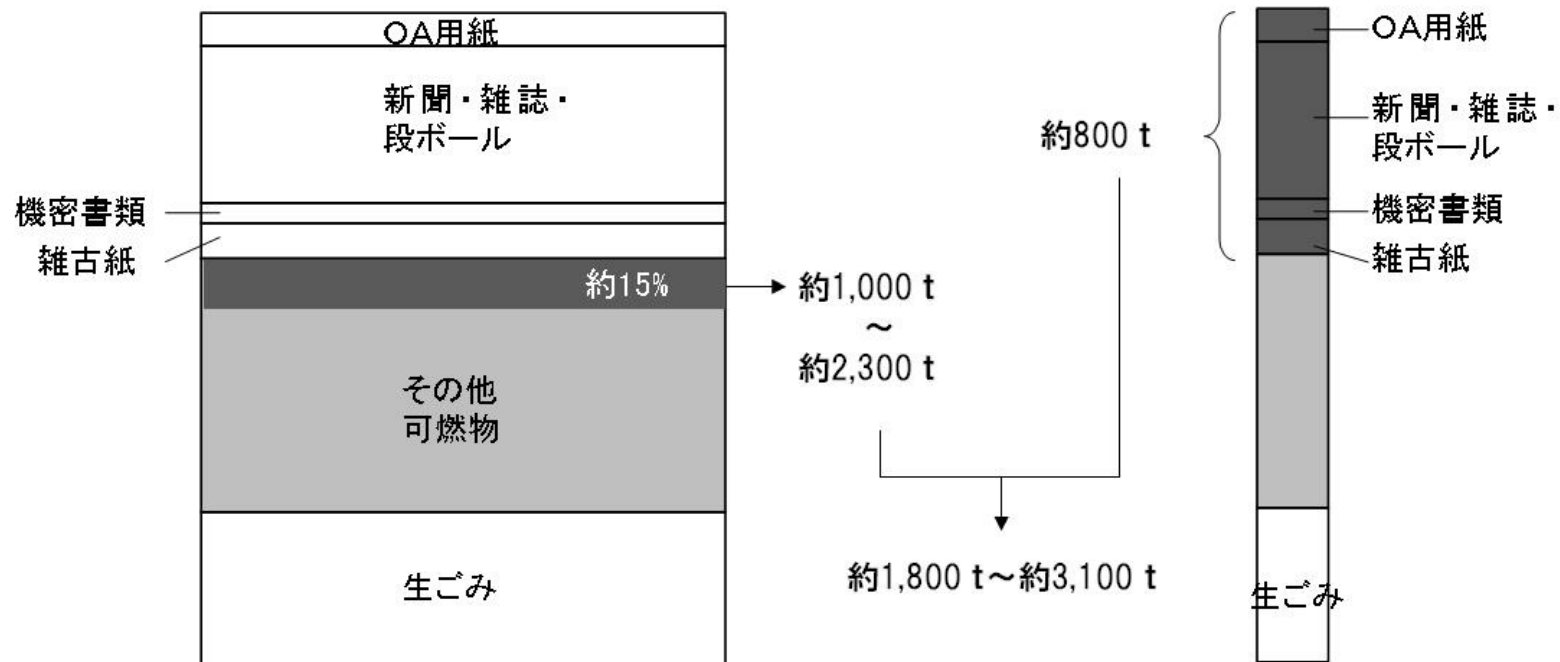 OA用紙
新聞・雑誌・
段ボール
機密書類
雑古紙
約15%
その他
可燃物
生ごみ
約1,000 t
～
約2,300 t
約800 t
約1,800 t～約3,100 t
OA用紙
新聞・雑誌・
段ボール
機密書類
雑古紙
生ごみ